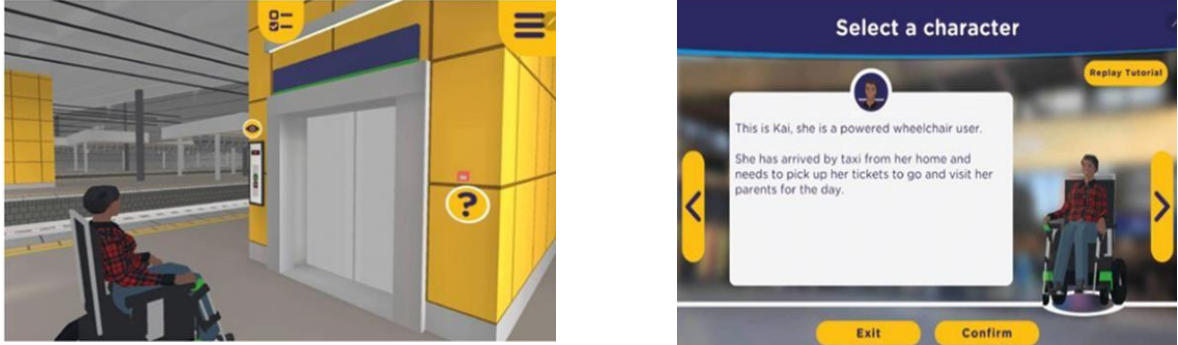 ?
Select a character
Replay Tutorial
This is Kai, she is a powered wheelchair user.
She has arrived by taxi from her home and
needs to pick up her tickets to go and visit her
parents for the day.
Exit
Confirm